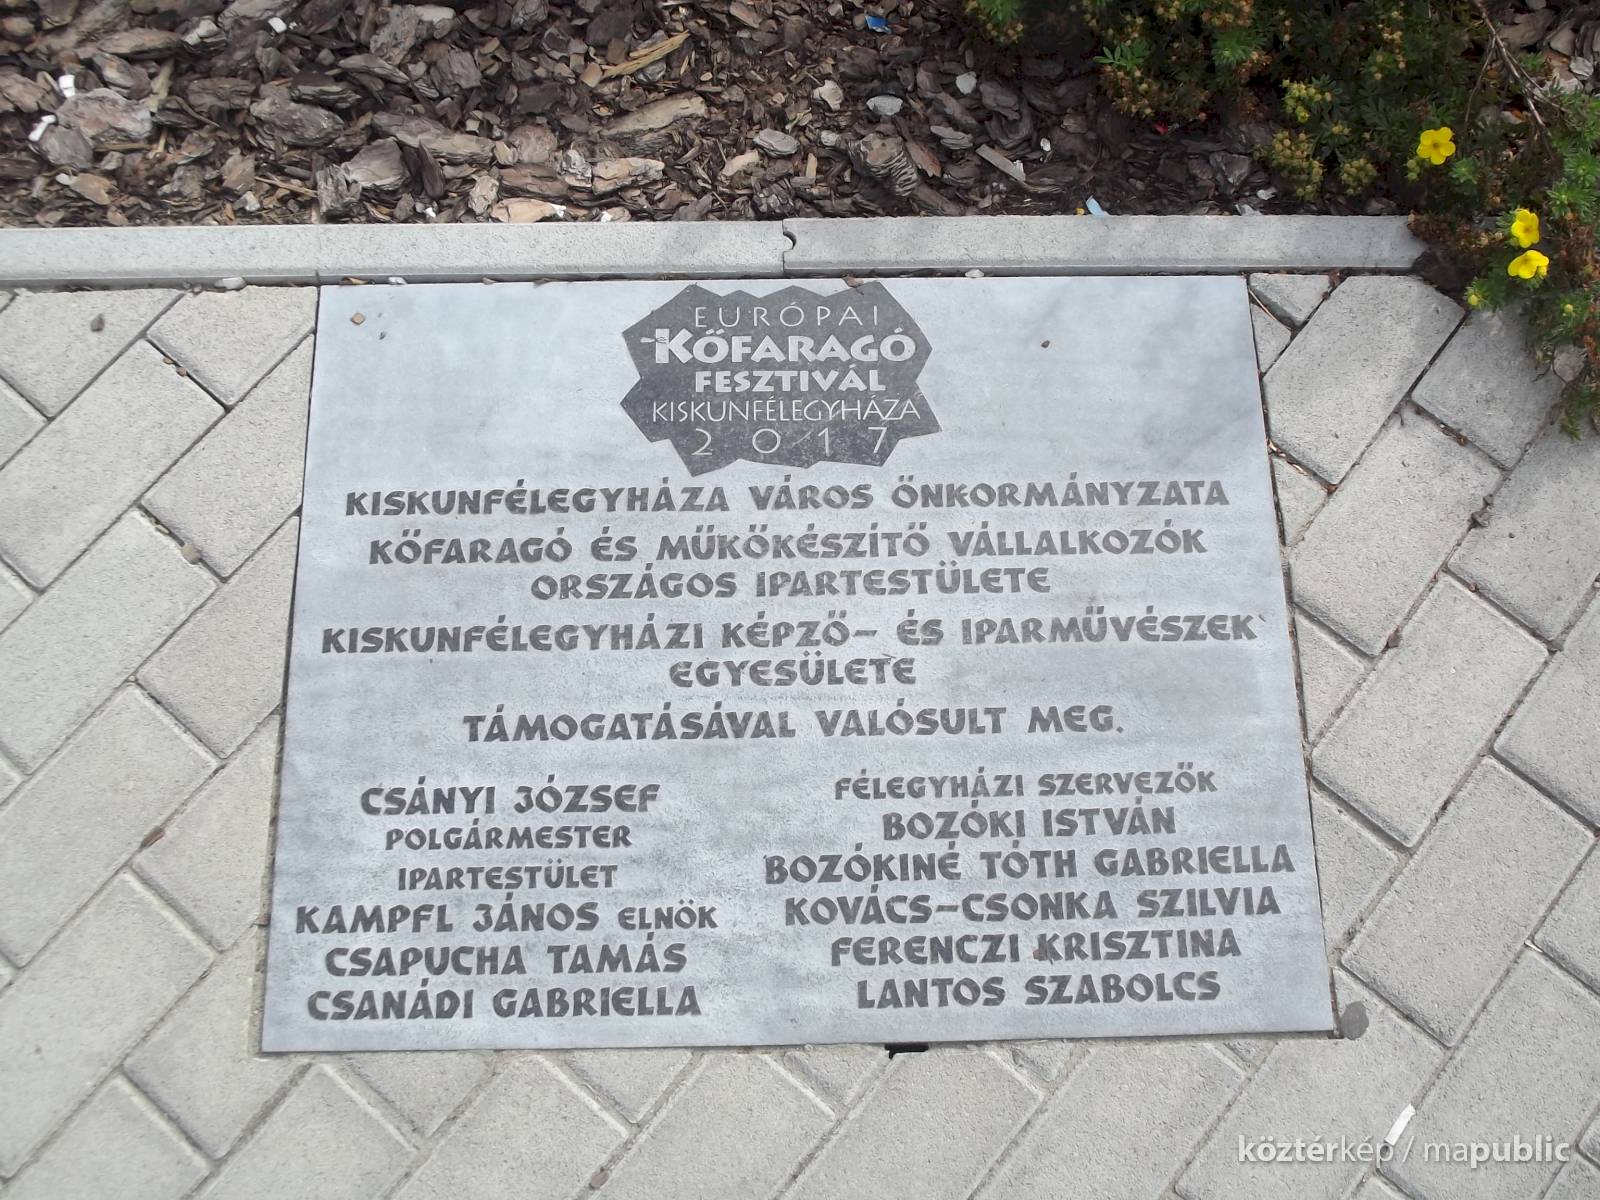 EURÓPAI
KŐFARAGÓ
FESZTIVÁL
KISKUNFÉLEGYHÁZA
2017
KISKUNFÉLEGYHÁZA VÁROS ÖNKORMÁNYZATA
KŐFARAGÓ ÉS MŰKŐKÉSZÍTŐ VÁLLALKOZÓK
ORSZÁGOS IPARTESTÜLETE
KISKUNFÉLEGYHÁZI KÉPZŐ- ÉS IPARMŰVÉSZEK
EGYESÜLETE
TÁMOGATÁSÁVAL VALÓSULT MEG.
CSÁNYI JÓZSEF
POLGÁRMESTER
IPARTESTÜLET
KAMPFL JÁNOS ELNÖK
CSAPUCHA TAMÁS
CSANÁDI GABRIELLA
FÉLEGYHÁZI SZERVEZŐK
BOZÓKI ISTVÁN
BOZÓKINÉ TÓTH GABRIELLA
KOVÁCS-CSONKA SZILVIA
FERENCZI KRISZTINA
LANTOS SZABOLCS
köztérkép / mapublic